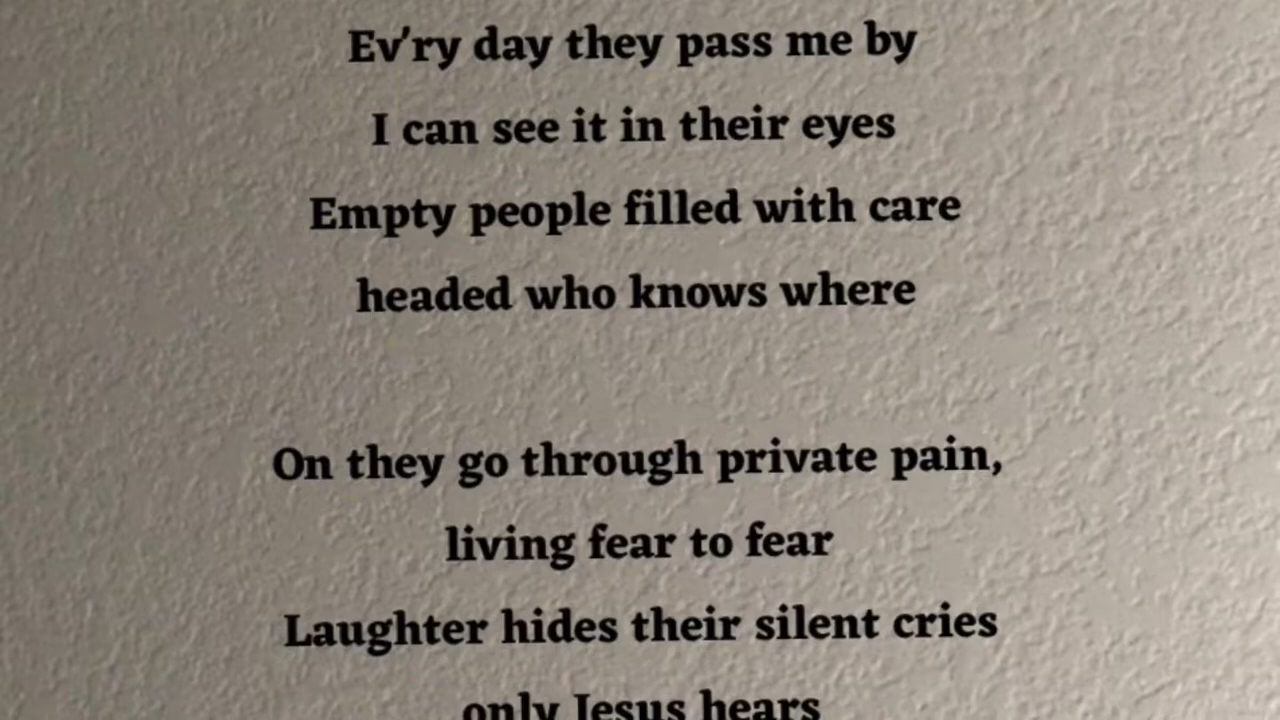 Ev'ry day they pass me by
I can see it in their eyes
Empty people filled with care
headed who knows where
On they go through private pain,
living fear to fear
Laughter hides their silent cries
only Jesus hears